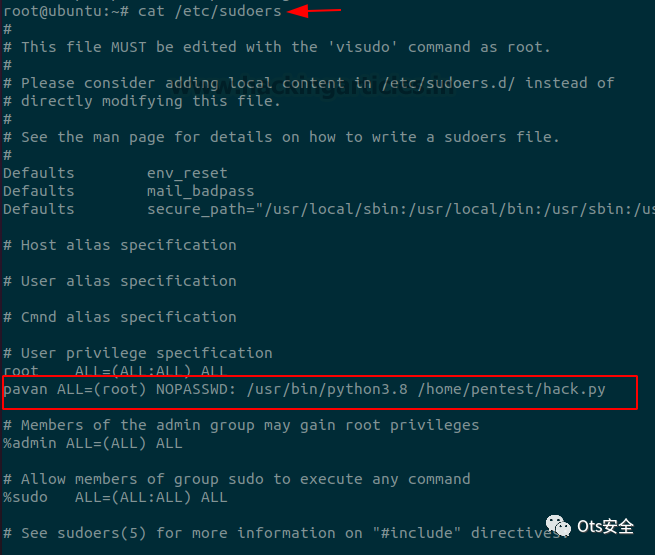 root@ubuntu:~# cat /etc/sudoers
#
# This file MUST be edited with the 'visudo' command as root.
#
# Please consider adding local content in /etc/sudoers.d/ instead of
# directly modifying this file.
#
# See the man page for details on how to write a sudoers file.
#
Defaults        env_reset
Defaults        mail_badpass
Defaults        secure_path="/usr/local/sbin:/usr/local/bin:/usr/sbin:/us

# Host alias specification

# User alias specification

# Cmnd alias specification

# User privilege specification
root    ALL=(ALL:ALL) ALL
pavan ALL=(root) NOPASSWD: /usr/bin/python3.8 /home/pentest/hack.py

# Members of the admin group may gain root privileges
%admin ALL=(ALL) ALL

# Allow members of group sudo to execute any command
%sudo   ALL=(ALL:ALL) ALL

# See sudoers(5) for more information on "#include" directives:
Ots安全